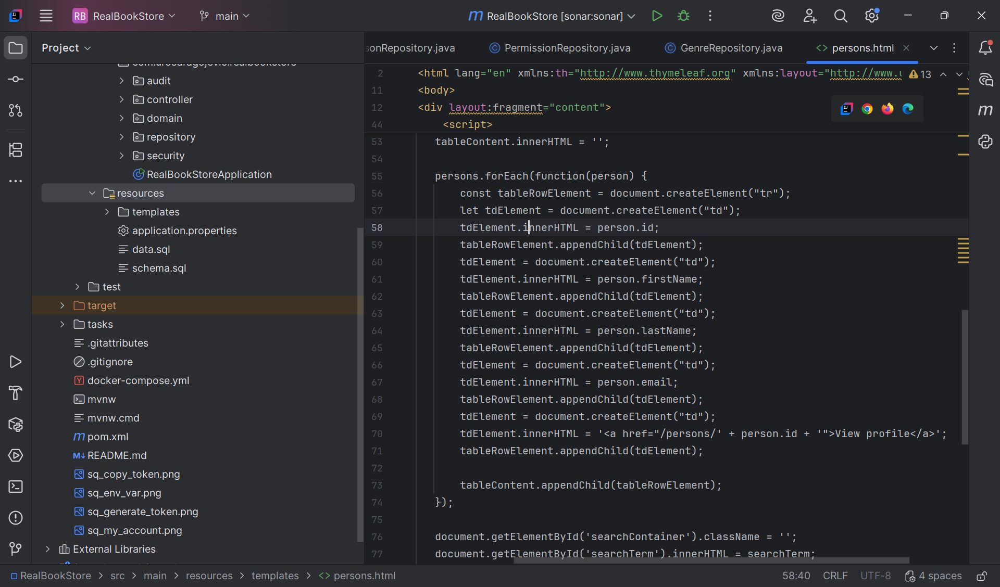 RB RealBookStore main RealBookStore [sonar:sonar]
Project
sonRepository.java PermissionRepository.java GenreRepository.java persons.html
com.urosdragojevic.realbookstore
audit
controller
domain
repository
security
RealBookStoreApplication
resources
templates
application.properties
data.sql
schema.sql
test
target
tasks
.gitattributes
.gitignore
docker-compose.yml
mvnw
mvnw.cmd
pom.xml
README.md
sq_copy_token.png
sq_env_var.png
sq_generate_token.png
sq_my_account.png
External Libraries
2 <html lang="en" xmlns:th="http://www.thymeleaf.org" xmlns:layout="http://www.u 13
11 <body>
12 <div layout:fragment="content">
44 <script>
53 tableContent.innerHTML = '';
54
55 persons.forEach(function(person) {
56 const tableRowElement = document.createElement("tr");
57 let tdElement = document.createElement("td");
58 tdElement.innerHTML = person.id;
59 tableRowElement.appendChild(tdElement);
60 tdElement = document.createElement("td");
61 tdElement.innerHTML = person.firstName;
62 tableRowElement.appendChild(tdElement);
63 tdElement = document.createElement("td");
64 tdElement.innerHTML = person.lastName;
65 tableRowElement.appendChild(tdElement);
66 tdElement = document.createElement("td");
67 tdElement.innerHTML = person.email;
68 tableRowElement.appendChild(tdElement);
69 tdElement = document.createElement("td");
70 tdElement.innerHTML = '<a href="/persons/' + person.id + '">View profile</a>';
71 tableRowElement.appendChild(tdElement);
72
73 tableContent.appendChild(tableRowElement);
74 });
75
76 document.getElementById('searchContainer').className = '';
77 document.getElementById('searchTerm').innerHTML = searchTerm;
RealBookStore > src > main > resources > templates > persons.html 58:40 CRLF UTF-8 4 spaces